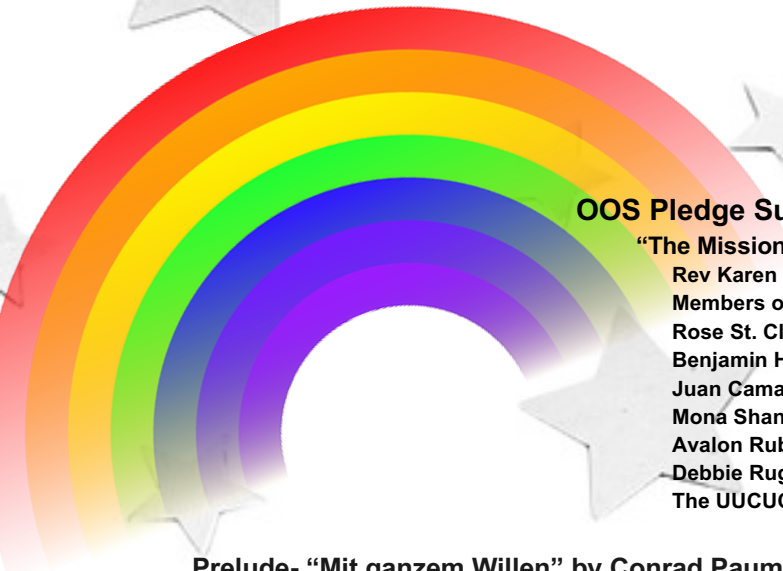 OOS Pledge Su
“The Mission
Rev Karen
Members o
Rose St. Cl
Benjamin H
Juan Cama
Mona Shan
Avalon Rub
Debbie Rug
The UUCUC
Prelude- “Mit ganzem Willen” by Conrad Paum